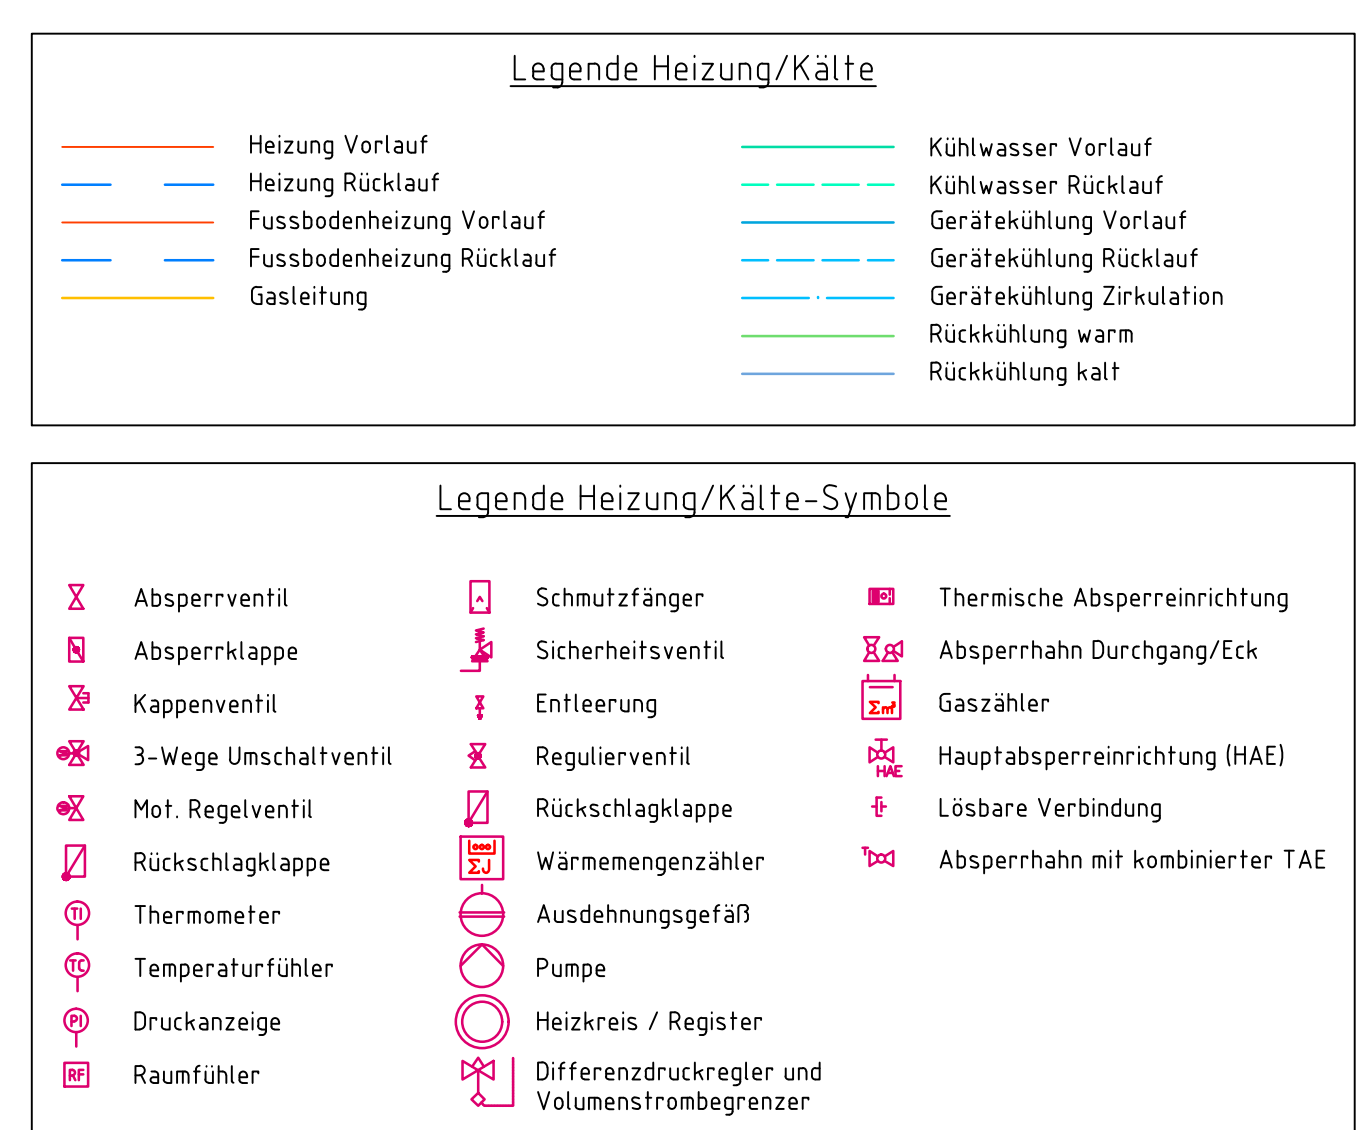 Legende Heizung/Kälte
Heizung Vorlauf
Heizung Rücklauf
Fussbodenheizung Vorlauf
Fussbodenheizung Rücklauf
Gasleitung
Kühlwasser Vorlauf
Kühlwasser Rücklauf
Gerätekühlung Vorlauf
Gerätekühlung Rücklauf
Gerätekühlung Zirkulation
Rückkühlung warm
Rückkühlung kalt
Legende Heizung/Kälte-Symbole
Absperrventil
Absperrklappe
Kappenventil
3-Wege Umschaltventil
Mot. Regelventil
Rückschlagklappe
TI Thermometer
TC Temperaturfühler
PI Druckanzeige
RF Raumfühler
Schmutzfänger
Sicherheitsventil
Entleerung
Regulierventil
Rückschlagklappe
ΣJ Wärmemengenzähler
Ausdehnungsgefäß
Pumpe
Heizkreis / Register
Differenzdruckregler und
Volumenstrombegrenzer
Thermische Absperreinrichtung
Absperrhahn Durchgang/Eck
Σm³ Gaszähler
HAE Hauptabsperreinrichtung (HAE)
Lösbare Verbindung
T Absperrhahn mit kombinierter TAE